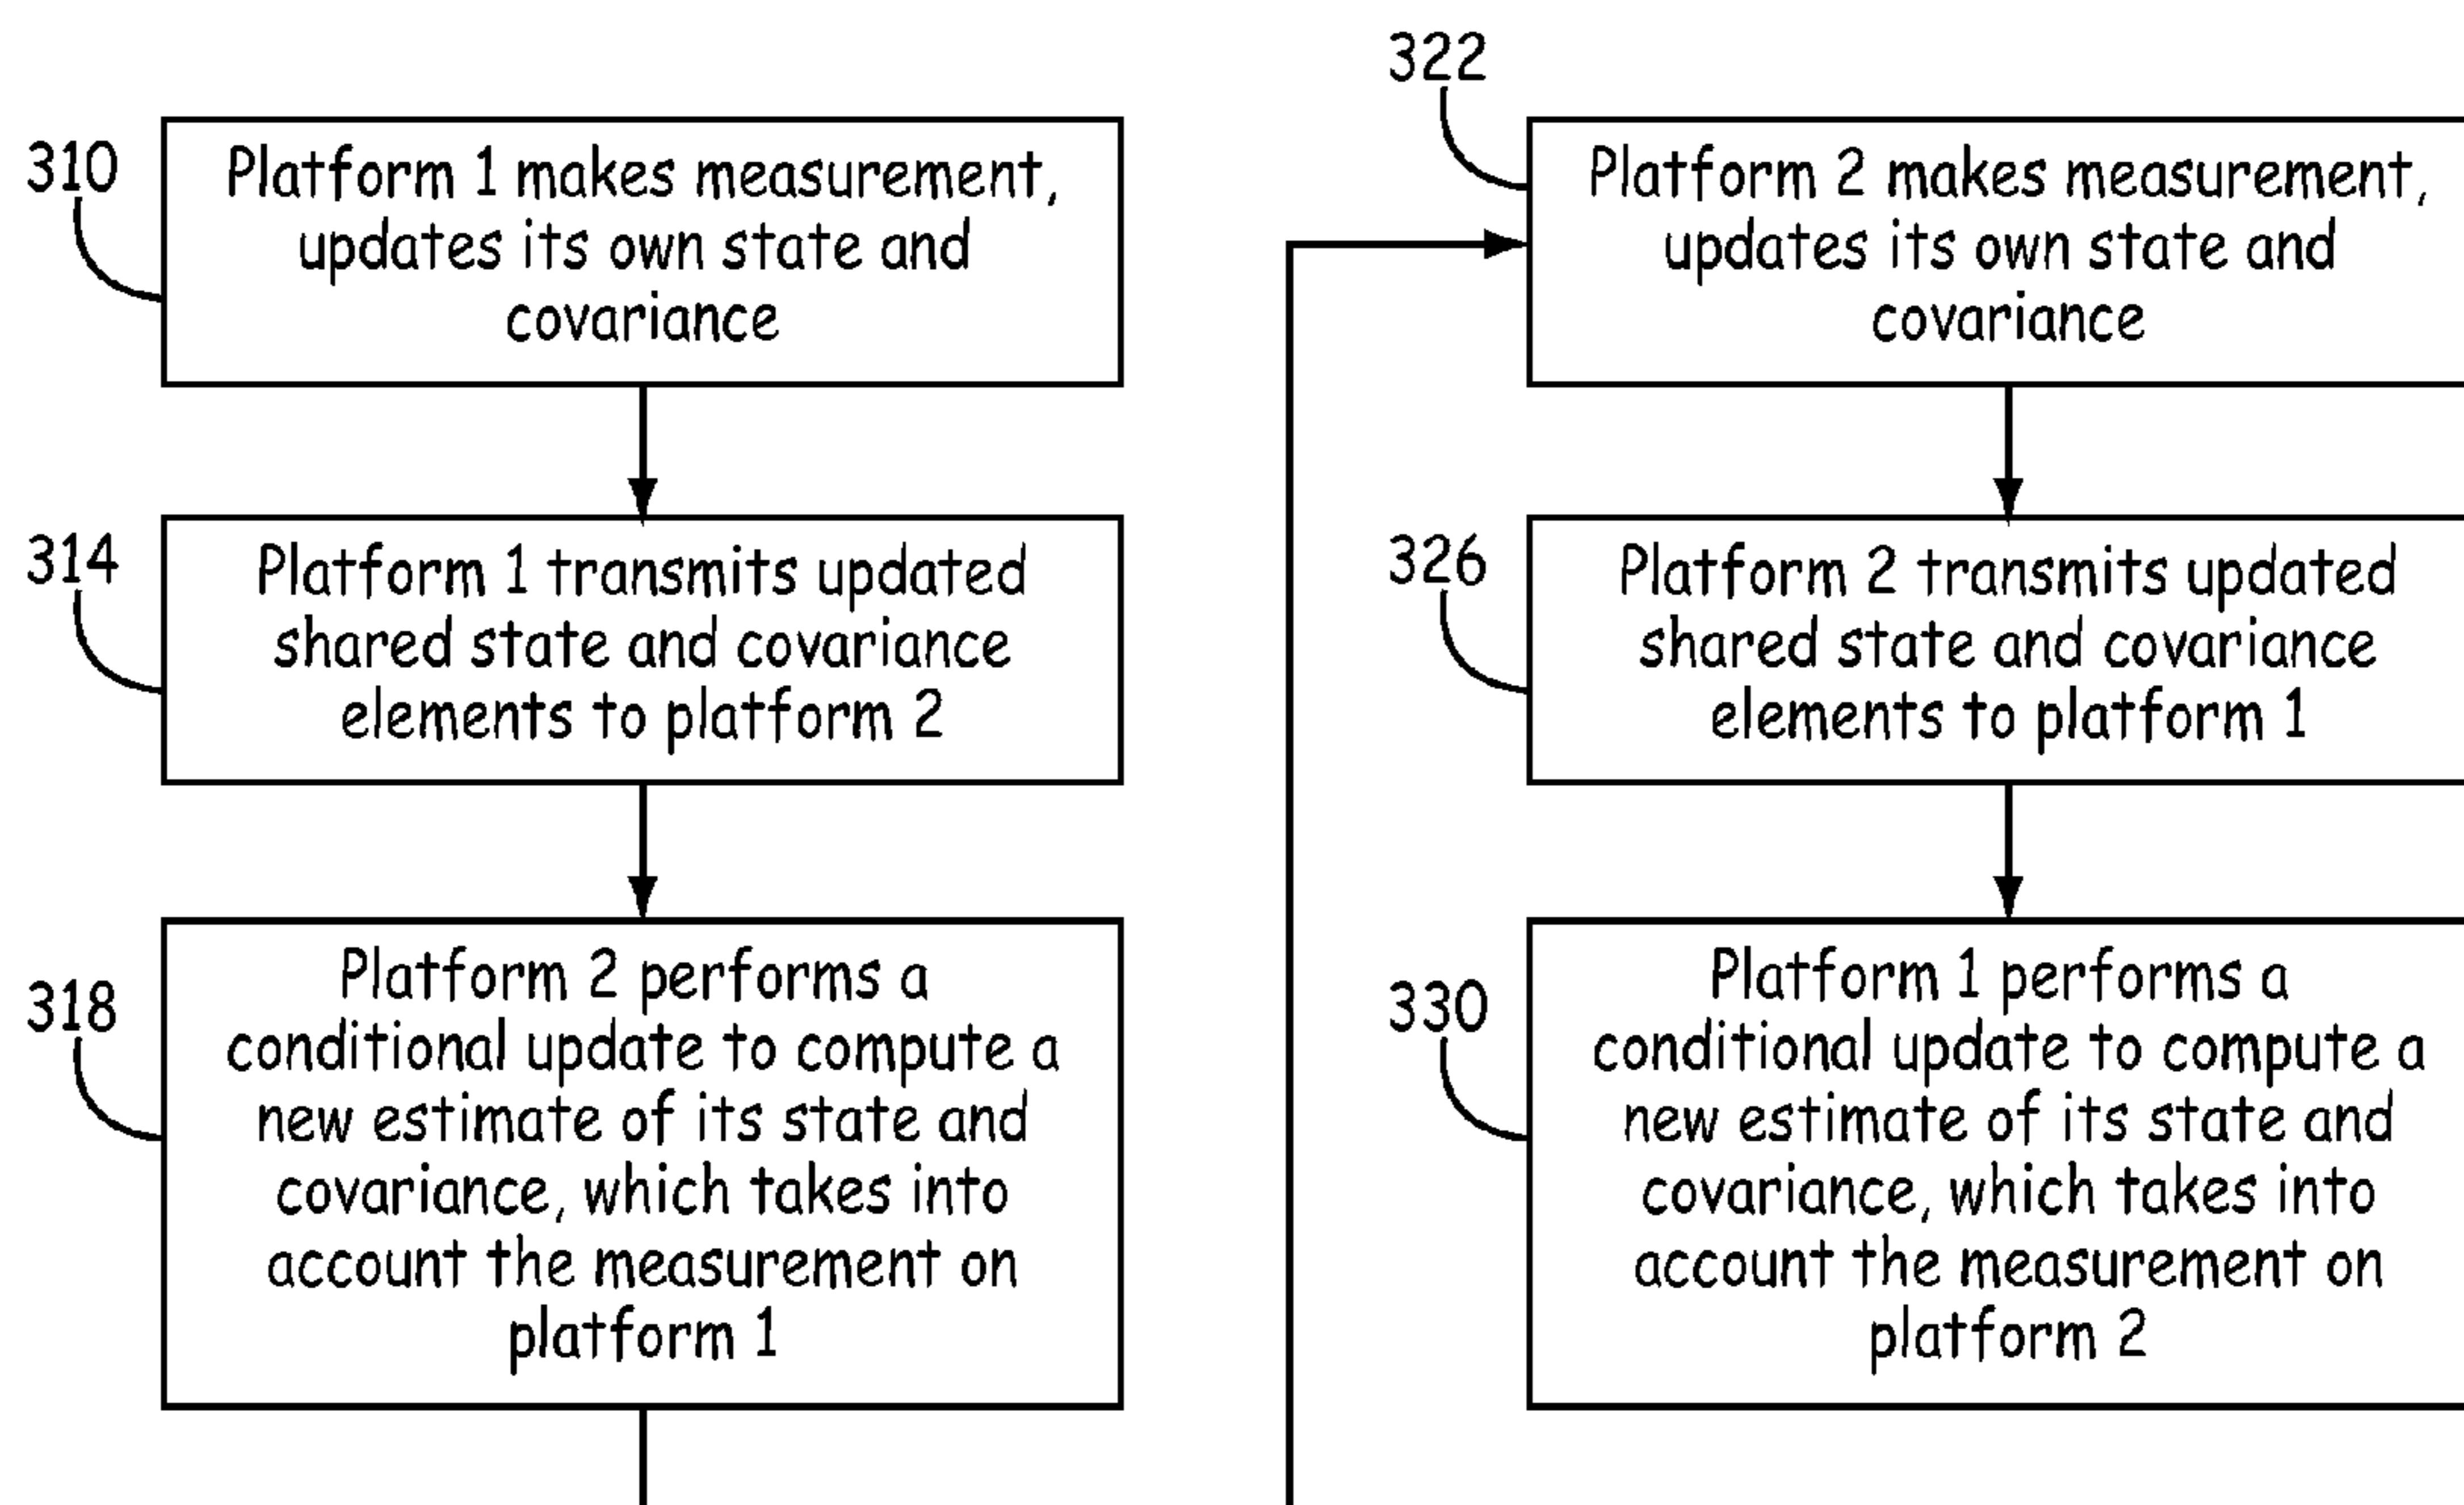 310
Platform 1 makes measurement,
updates its own state and
covariance
314
Platform 1 transmits updated
shared state and covariance
elements to platform 2
318
Platform 2 performs a
conditional update to compute a
new estimate of its state and
covariance, which takes into
account the measurement on
platform 1
322
Platform 2 makes measurement,
updates its own state and
covariance
326
Platform 2 transmits updated
shared state and covariance
elements to platform 1
330
Platform 1 performs a
conditional update to compute a
new estimate of its state and
covariance, which takes into
account the measurement on
platform 2